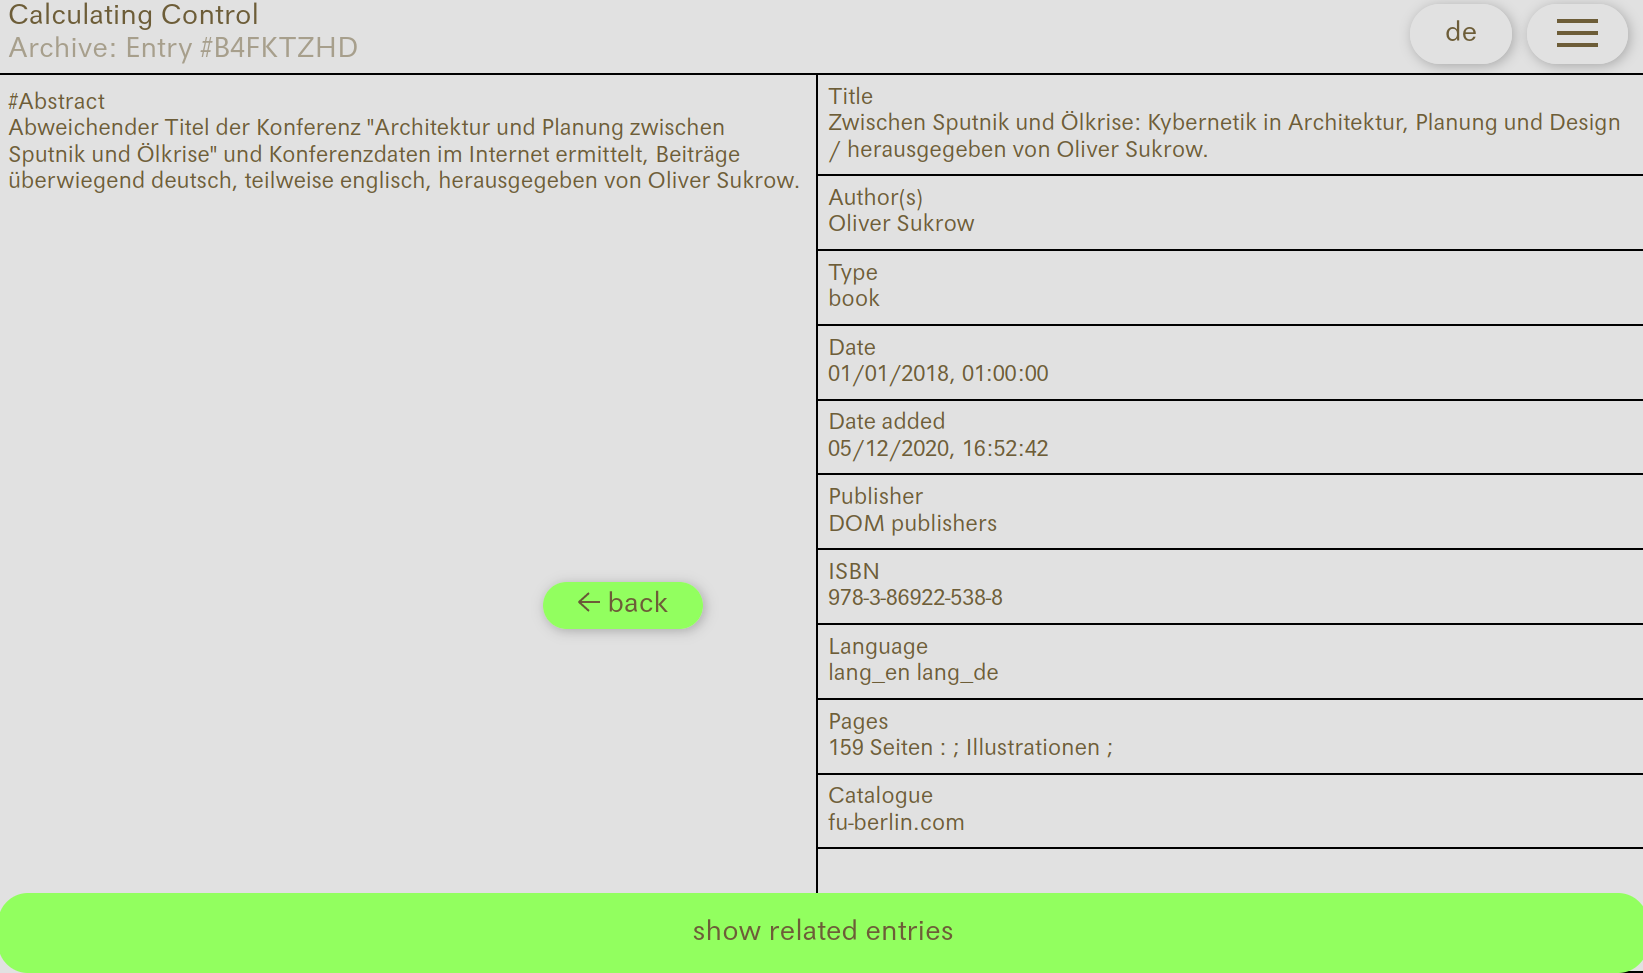 Calculating Control
Archive: Entry #B4FKTZHD
de
#Abstract
Abweichender Titel der Konferenz "Architektur und Planung zwischen
Sputnik und Ölkrise" und Konferenzdaten im Internet ermittelt, Beiträge
überwiegend deutsch, teilweise englisch, herausgegeben von Oliver Sukrow.
← back
Title
Zwischen Sputnik und Ölkrise: Kybernetik in Architektur, Planung und Design
/ herausgegeben von Oliver Sukrow.
Author(s)
Oliver Sukrow
Type
book
Date
01/01/2018, 01:00:00
Date added
05/12/2020, 16:52:42
Publisher
DOM publishers
ISBN
978-3-86922-538-8
Language
lang_en lang_de
Pages
159 Seiten : ; Illustrationen ;
Catalogue
fu-berlin.com
show related entries